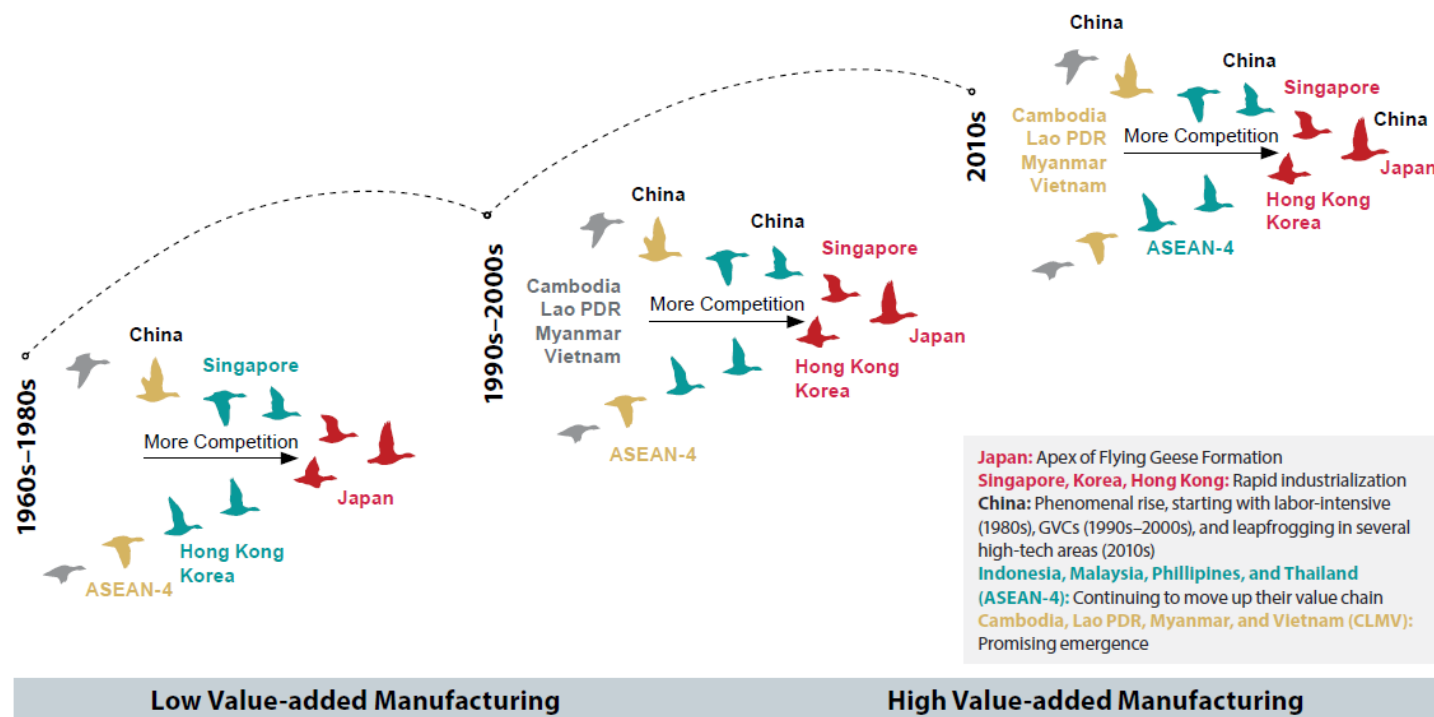 1960s–1980s
China
Singapore
More Competition
Japan
Hong Kong
Korea
ASEAN-4
1990s–2000s
China
China
Singapore
Cambodia
Lao PDR
Myanmar
Vietnam
More Competition
Japan
Hong Kong
Korea
ASEAN-4
2010s
China
China
Singapore
China
Cambodia
Lao PDR
Myanmar
Vietnam
More Competition
Japan
Hong Kong
Korea
ASEAN-4
Japan: Apex of Flying Geese Formation
Singapore, Korea, Hong Kong: Rapid industrialization
China: Phenomenal rise, starting with labor-intensive
(1980s), GVCs (1990s–2000s), and leapfrogging in several
high-tech areas (2010s)
Indonesia, Malaysia, Phillipines, and Thailand
(ASEAN-4): Continuing to move up their value chain
Cambodia, Lao PDR, Myanmar, and Vietnam (CLMV):
Promising emergence
Low Value-added Manufacturing
High Value-added Manufacturing